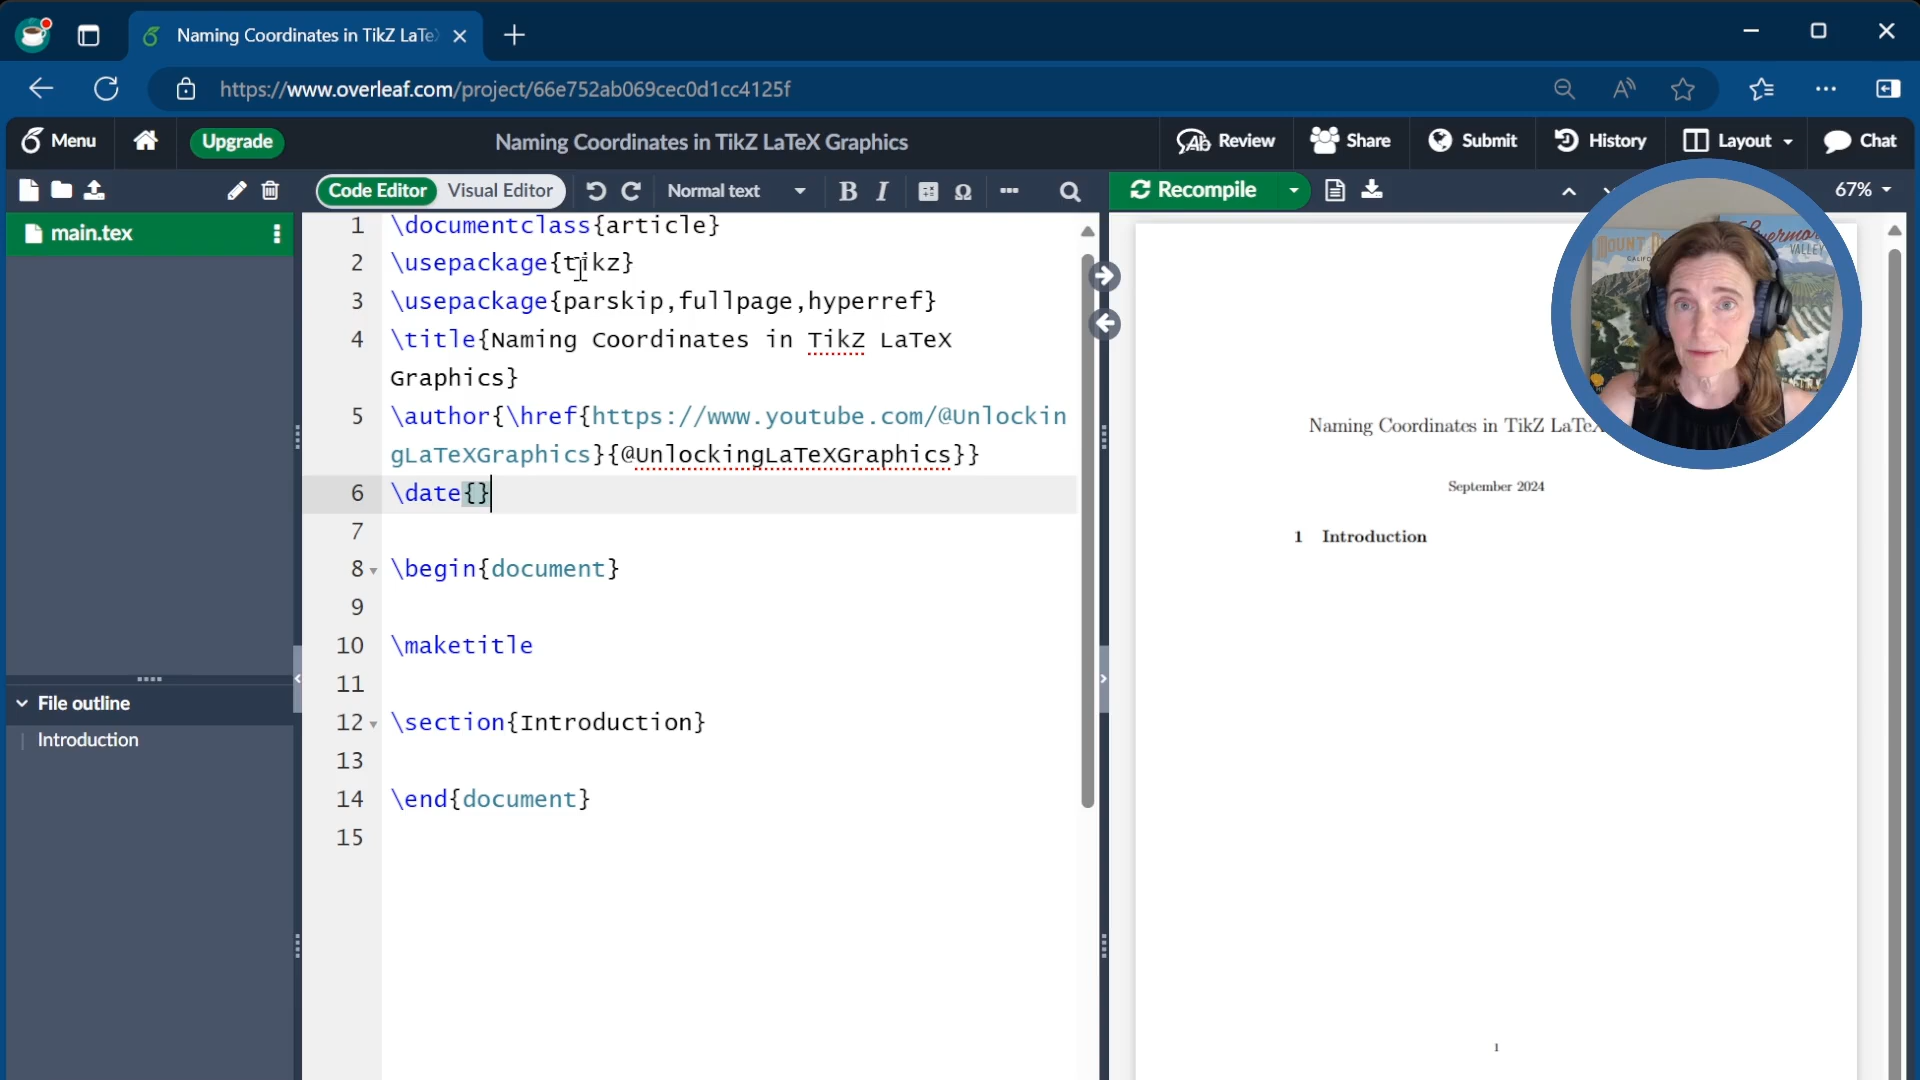 Naming Coordinates in TikZ LaTe
https://www.overleaf.com/project/66e752ab069cec0d1cc4125f
Menu
Upgrade
Naming Coordinates in TikZ LaTeX Graphics
Review
Share
Submit
History
Layout
Chat
Code Editor
Visual Editor
Normal text
B
I
Ω
Recompile
67%
main.tex
1 \documentclass{article}
2 \usepackage{tikz}
3 \usepackage{parskip,fullpage,hyperref}
4 \title{Naming Coordinates in TikZ LaTeX
Graphics}
5 \author{\href{https://www.youtube.com/@Unlockin
gLaTeXGraphics}{@UnlockingLaTeXGraphics}}
6 \date{}
7
8 \begin{document}
9
10 \maketitle
11
12 \section{Introduction}
13
14 \end{document}
15
File outline
Introduction
Naming Coordinates in TikZ LaTeX
September 2024
1 Introduction
1
VALLEY